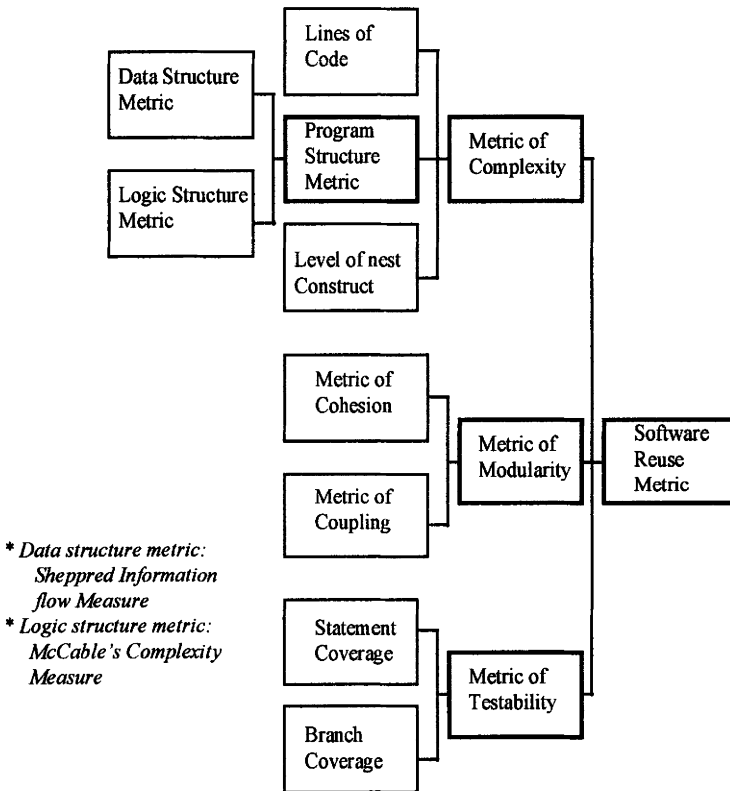 Lines of
Code
Data Structure
Metric
Program
Structure
Metric
Metric of
Complexity
Logic Structure
Metric
Level of nest
Construct
Metric of
Cohesion
Metric of
Modularity
Software
Reuse
Metric
Metric of
Coupling
* Data structure metric:
Sheppred Information
flow Measure
* Logic structure metric:
McCable's Complexity
Measure
Statement
Coverage
Metric of
Testability
Branch
Coverage